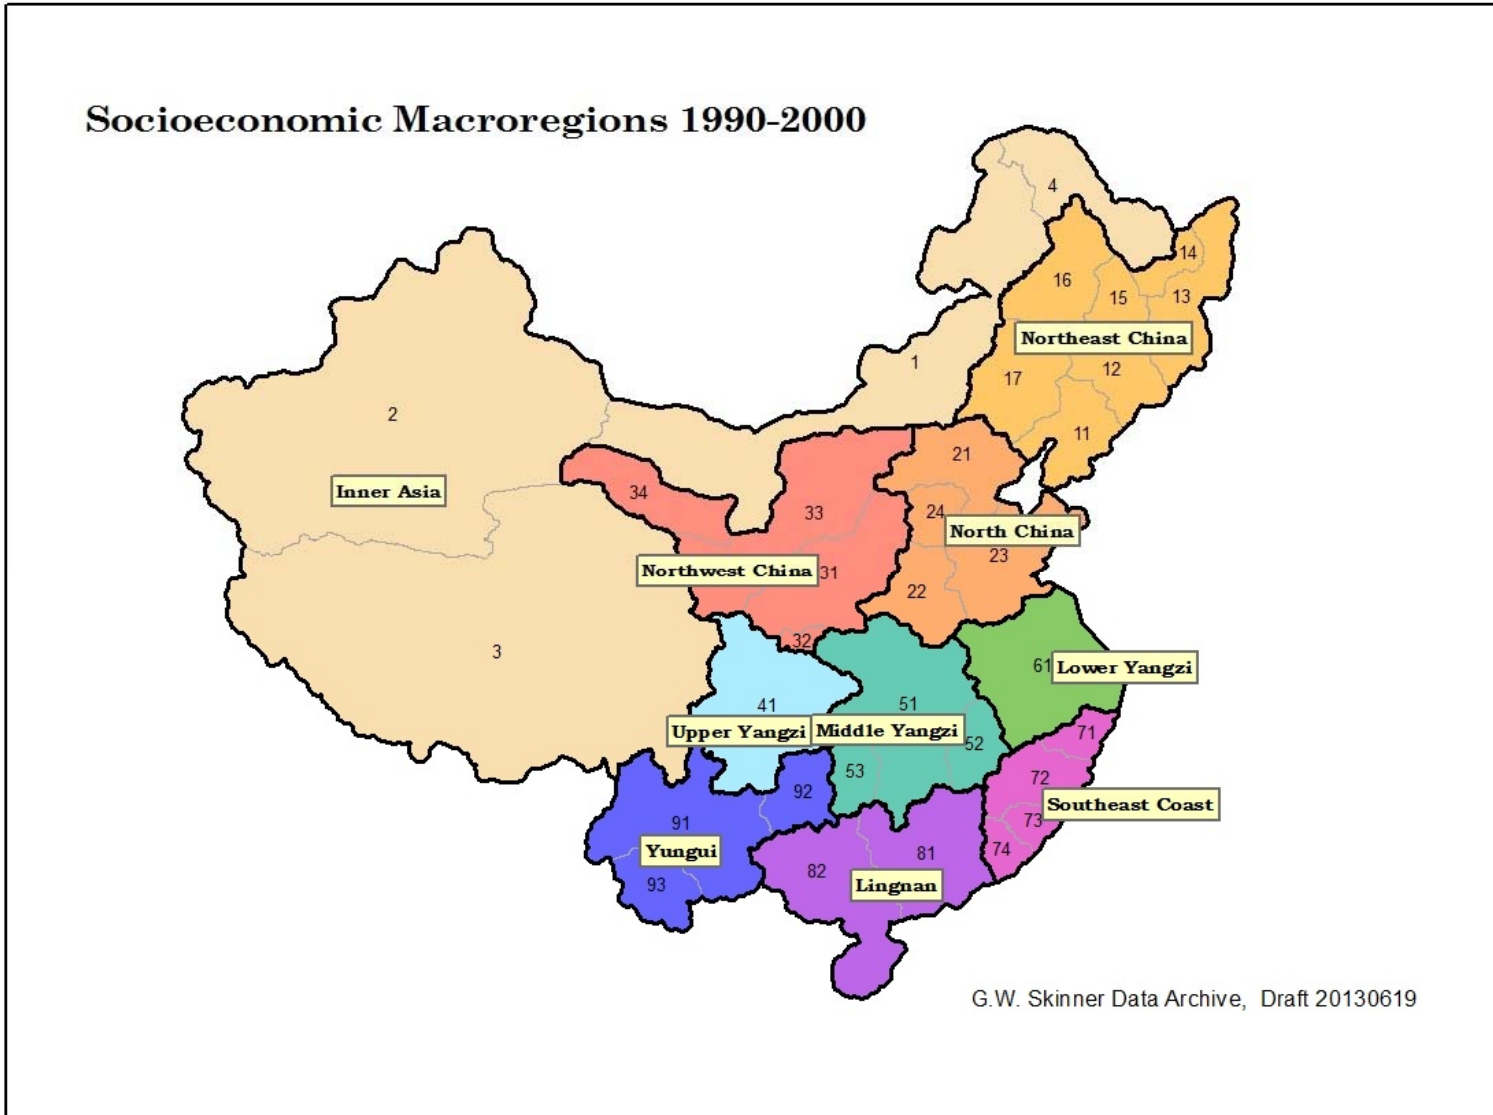 Socioeconomic Macroregions 1990-2000
4
14
16
15
13
Northeast China
1
12
17
2
11
21
Inner Asia
34
33
24
North China
23
Northwest China
31
22
32
3
61
Lower Yangzi
41
51
Upper Yangzi
Middle Yangzi
71
52
53
72
92
Southeast Coast
91
73
Yungui
74
81
82
93
Lingnan
G.W. Skinner Data Archive, Draft 20130619